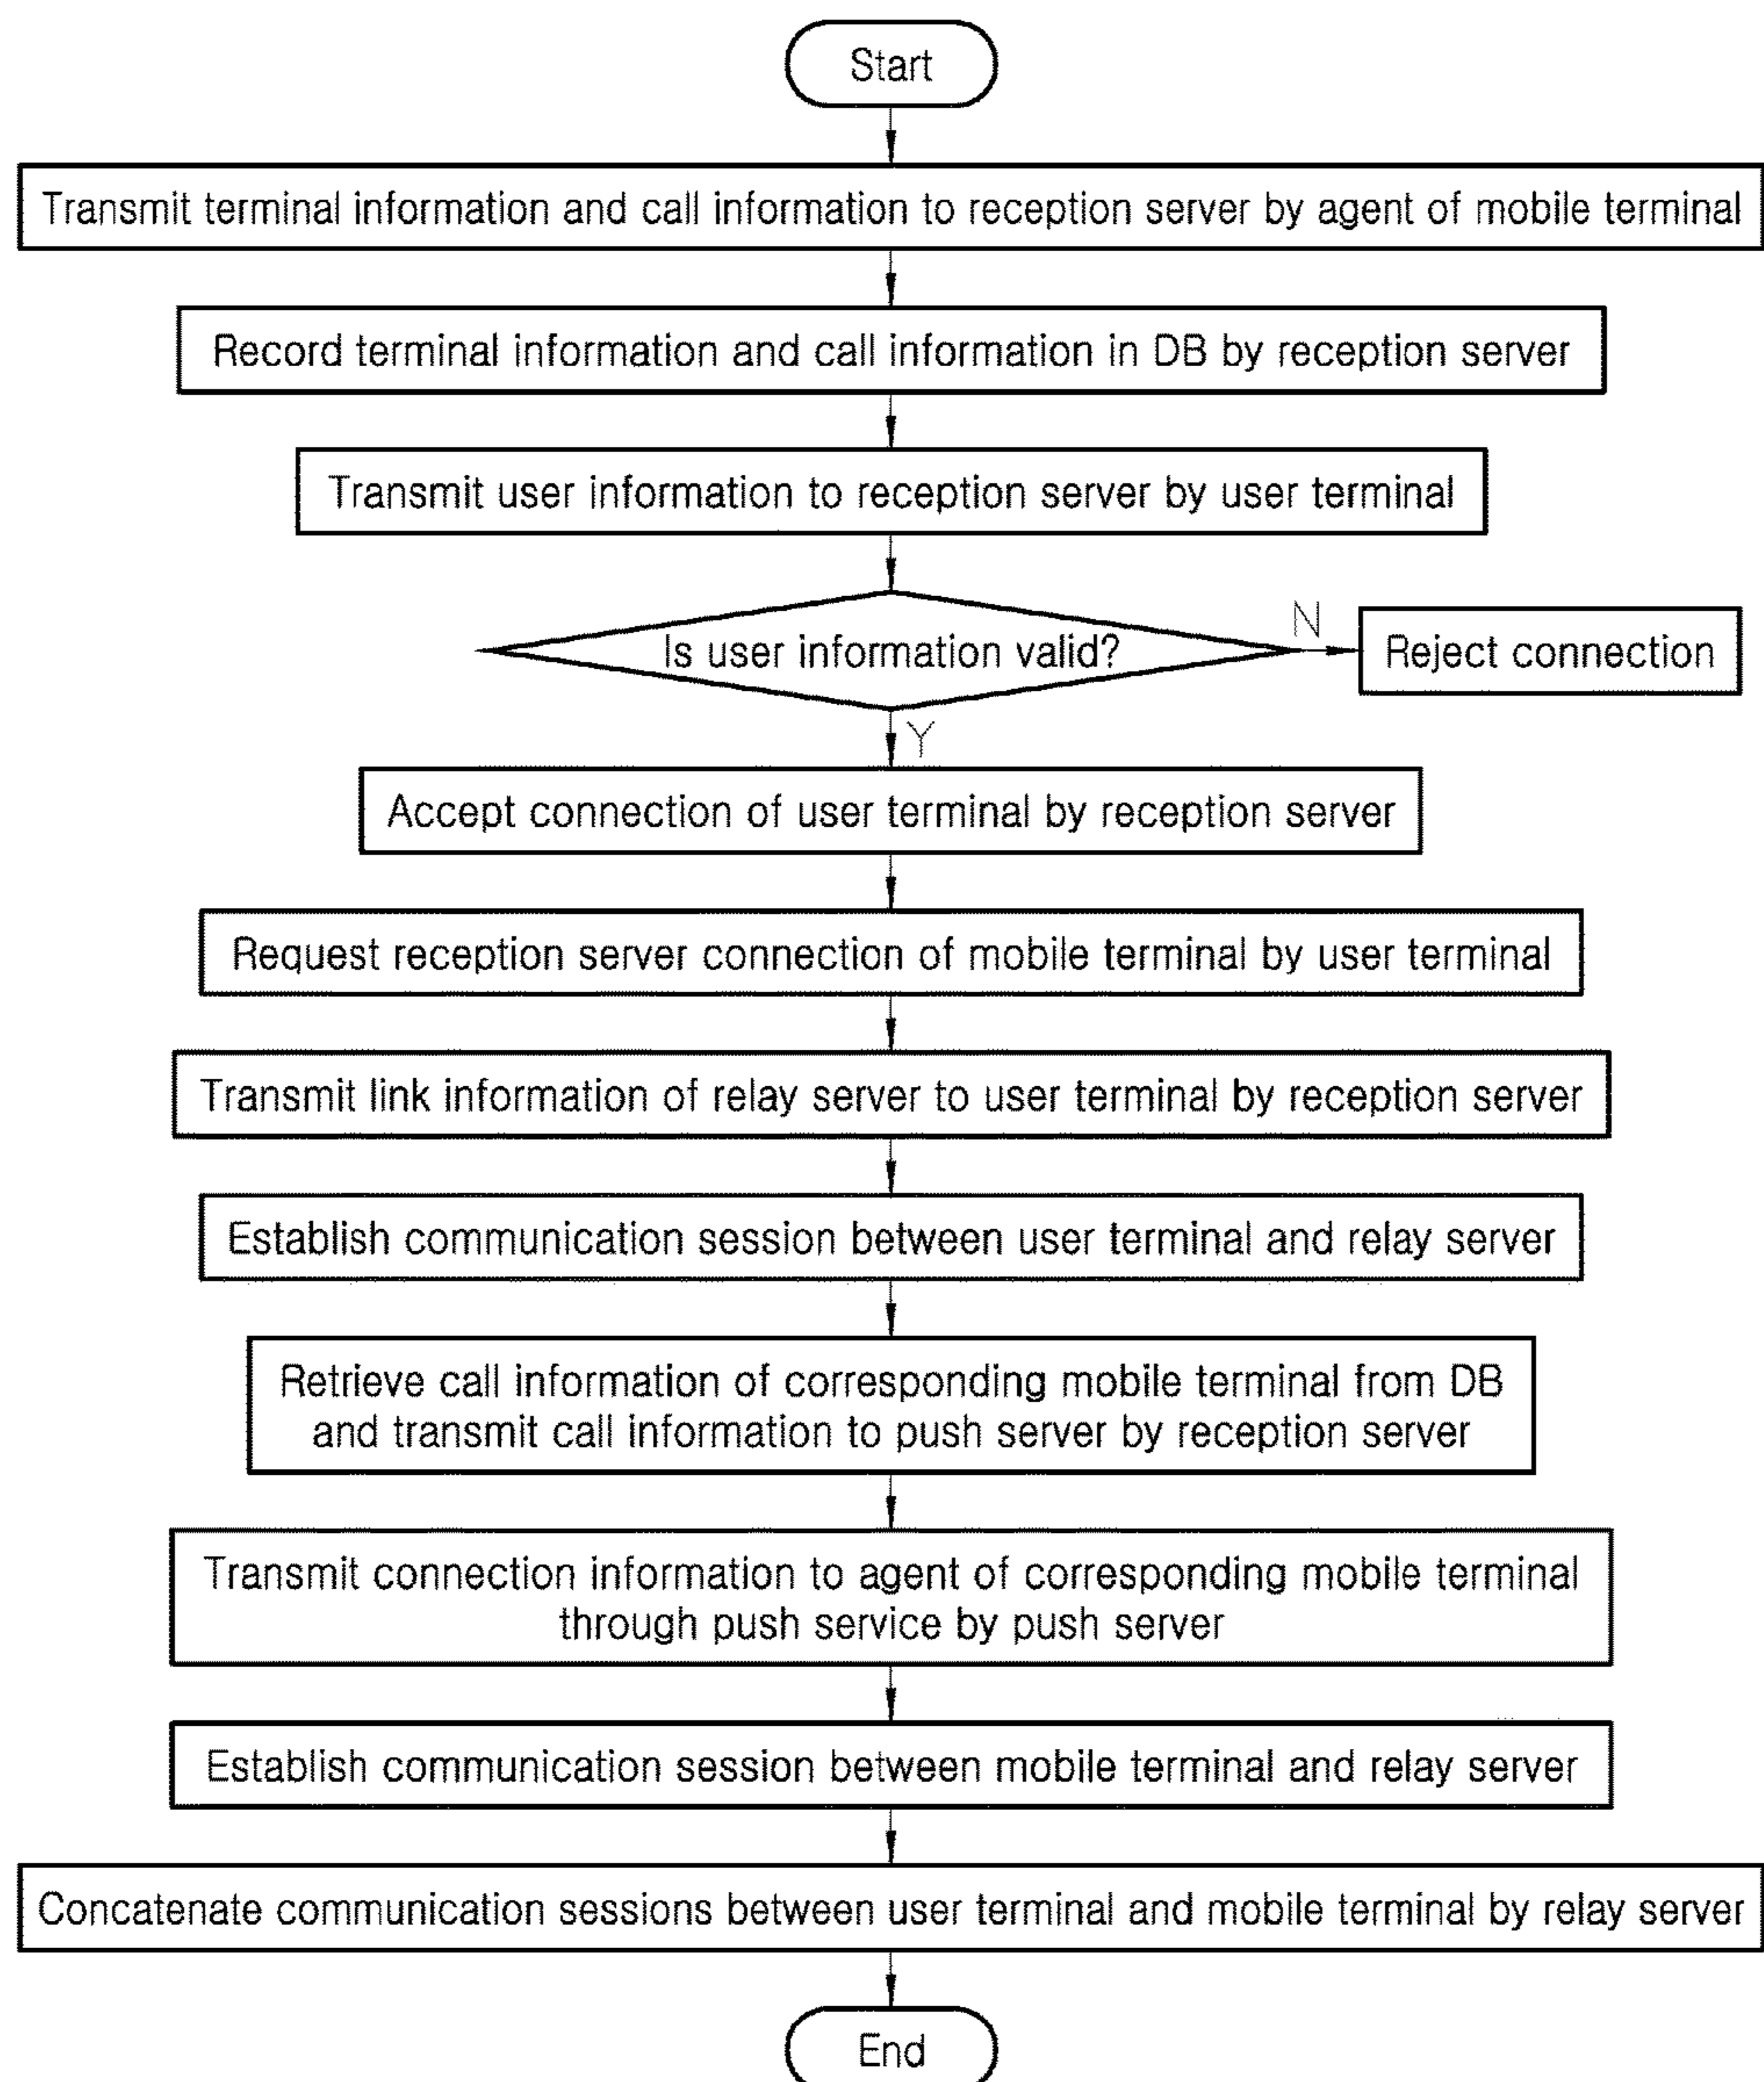 Start
Transmit terminal information and call information to reception server by agent of mobile terminal
Record terminal information and call information in DB by reception server
Transmit user information to reception server by user terminal
Is user information valid?
N
Reject connection
Y
Accept connection of user terminal by reception server
Request reception server connection of mobile terminal by user terminal
Transmit link information of relay server to user terminal by reception server
Establish communication session between user terminal and relay server
Retrieve call information of corresponding mobile terminal from DB
and transmit call information to push server by reception server
Transmit connection information to agent of corresponding mobile terminal
through push service by push server
Establish communication session between mobile terminal and relay server
Concatenate communication sessions between user terminal and mobile terminal by relay server
End